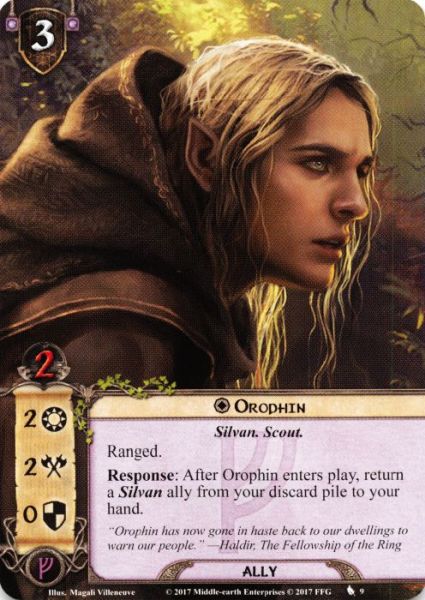 3
2
2
2
0
Orophin
Silvan. Scout.
Ranged.
Response: After Orophin enters play, return
a Silvan ally from your discard pile to your
hand.
“Orophin has now gone in haste back to our dwellings to
warn our people.” —Haldir, The Fellowship of the Ring
ALLY
Illus. Magali Villeneuve © 2017 Middle-earth Enterprises © 2017 FFG 9